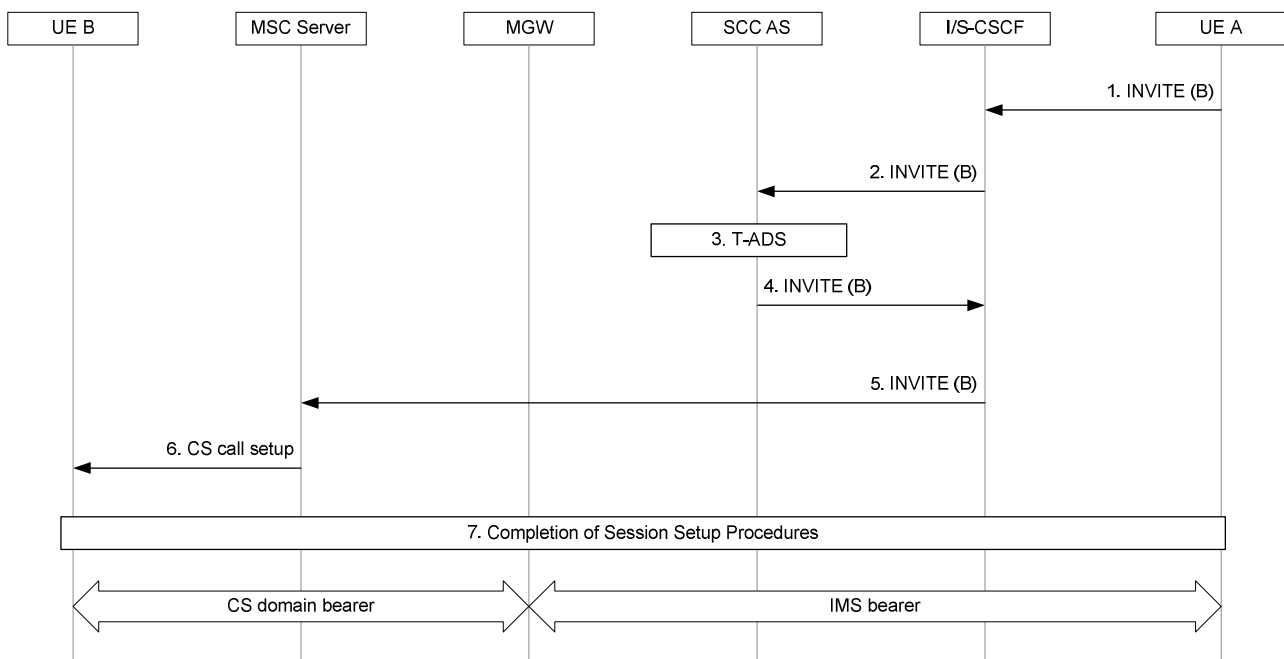 UE B
MSC Server
MGW
SCC AS
I/S-CSCF
UE A
1. INVITE (B)
2. INVITE (B)
3. T-ADS
4. INVITE (B)
5. INVITE (B)
6. CS call setup
7. Completion of Session Setup Procedures
CS domain bearer
IMS bearer